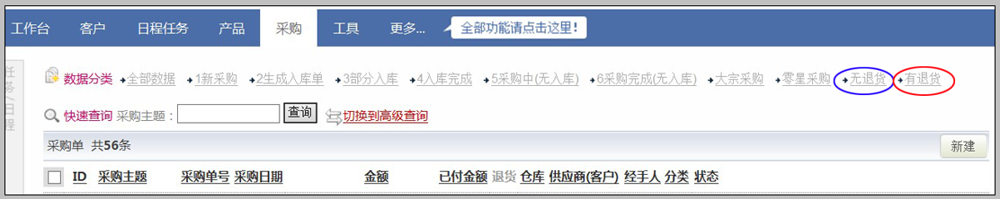 工作台 客户 日程任务 产品 采购 工具 更多... 全部功能请点击这里!
任务日程
数据分类 全部数据 1新采购 2生成入库单 3部分入库 4入库完成 5采购中(无入库) 6采购完成(无入库) 大宗采购 零星采购 无退货 有退货
快速查询 采购主题: 查询 切换到高级查询
采购单 共56条 新建
ID 采购主题 采购单号 采购日期 金额 已付金额 退货 仓库 供应商(客户) 经手人 分类 状态